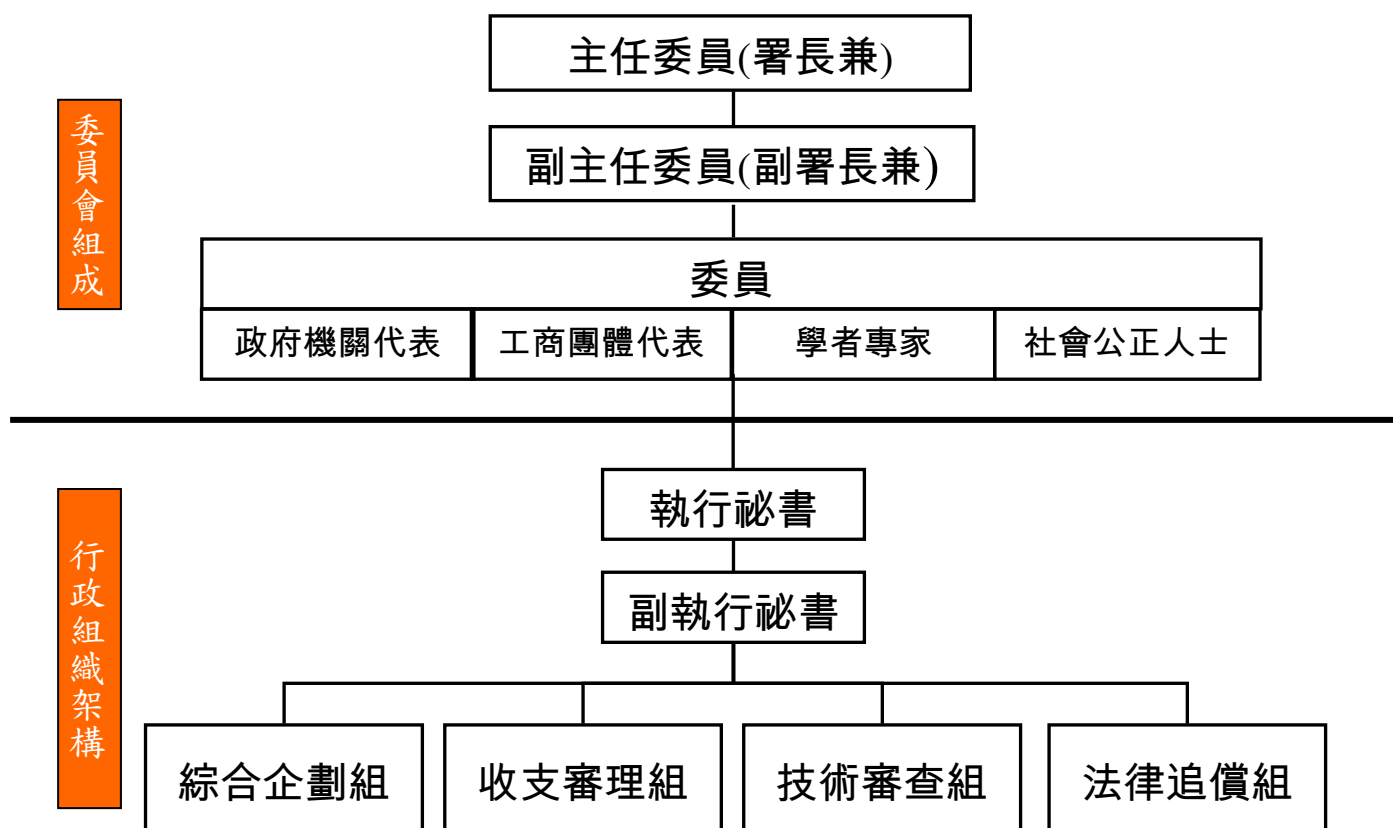 主任委員(署長兼)
委員會組成
副主任委員(副署長兼)
委員
政府機關代表
工商團體代表
學者專家
社會公正人士
執行祕書
行政組織架構
副執行祕書
綜合企劃組
收支審理組
技術審查組
法律追償組